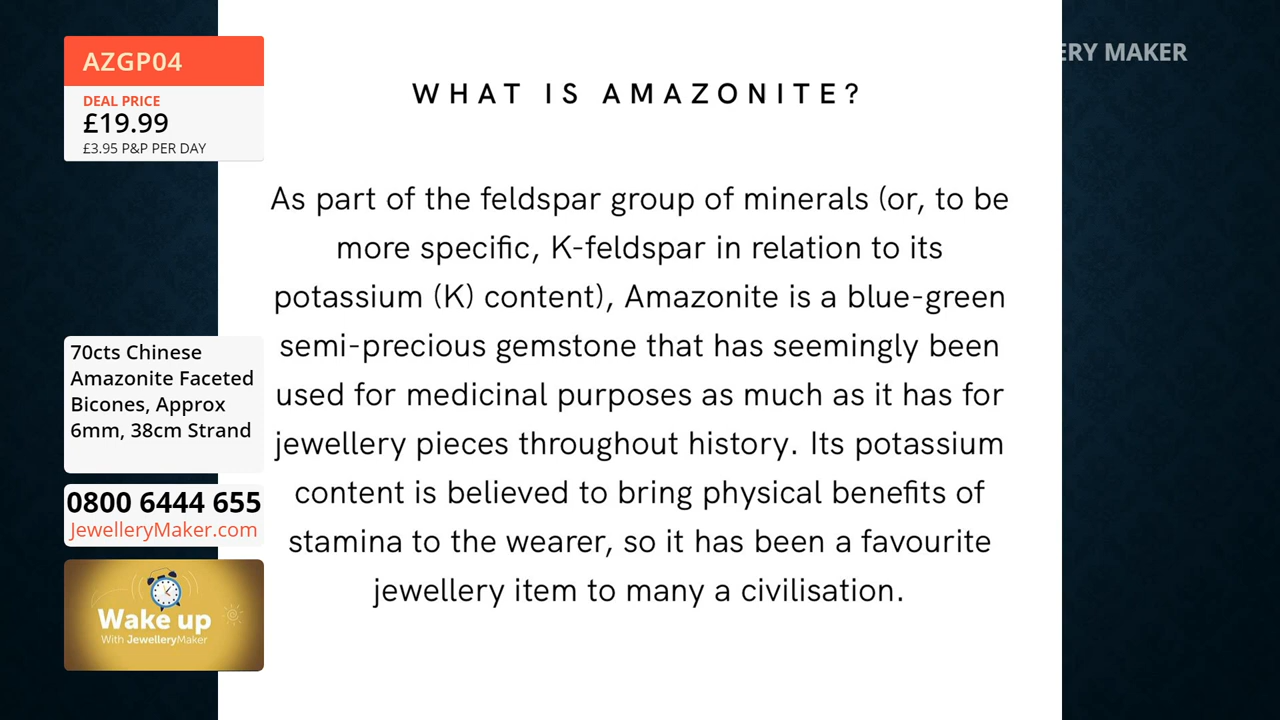 AZGP04
DEAL PRICE
£19.99
£3.95 P&P PER DAY
ERY MAKER
WHAT IS AMAZONITE?
As part of the feldspar group of minerals (or, to be
more specific, K-feldspar in relation to its
potassium (K) content), Amazonite is a blue-green
semi-precious gemstone that has seemingly been
used for medicinal purposes as much as it has for
jewellery pieces throughout history. Its potassium
content is believed to bring physical benefits of
stamina to the wearer, so it has been a favourite
jewellery item to many a civilisation.
70cts Chinese
Amazonite Faceted
Bicones, Approx
6mm, 38cm Strand
0800 6444 655
JewelleryMaker.com
Wake up
With JewelleryMaker